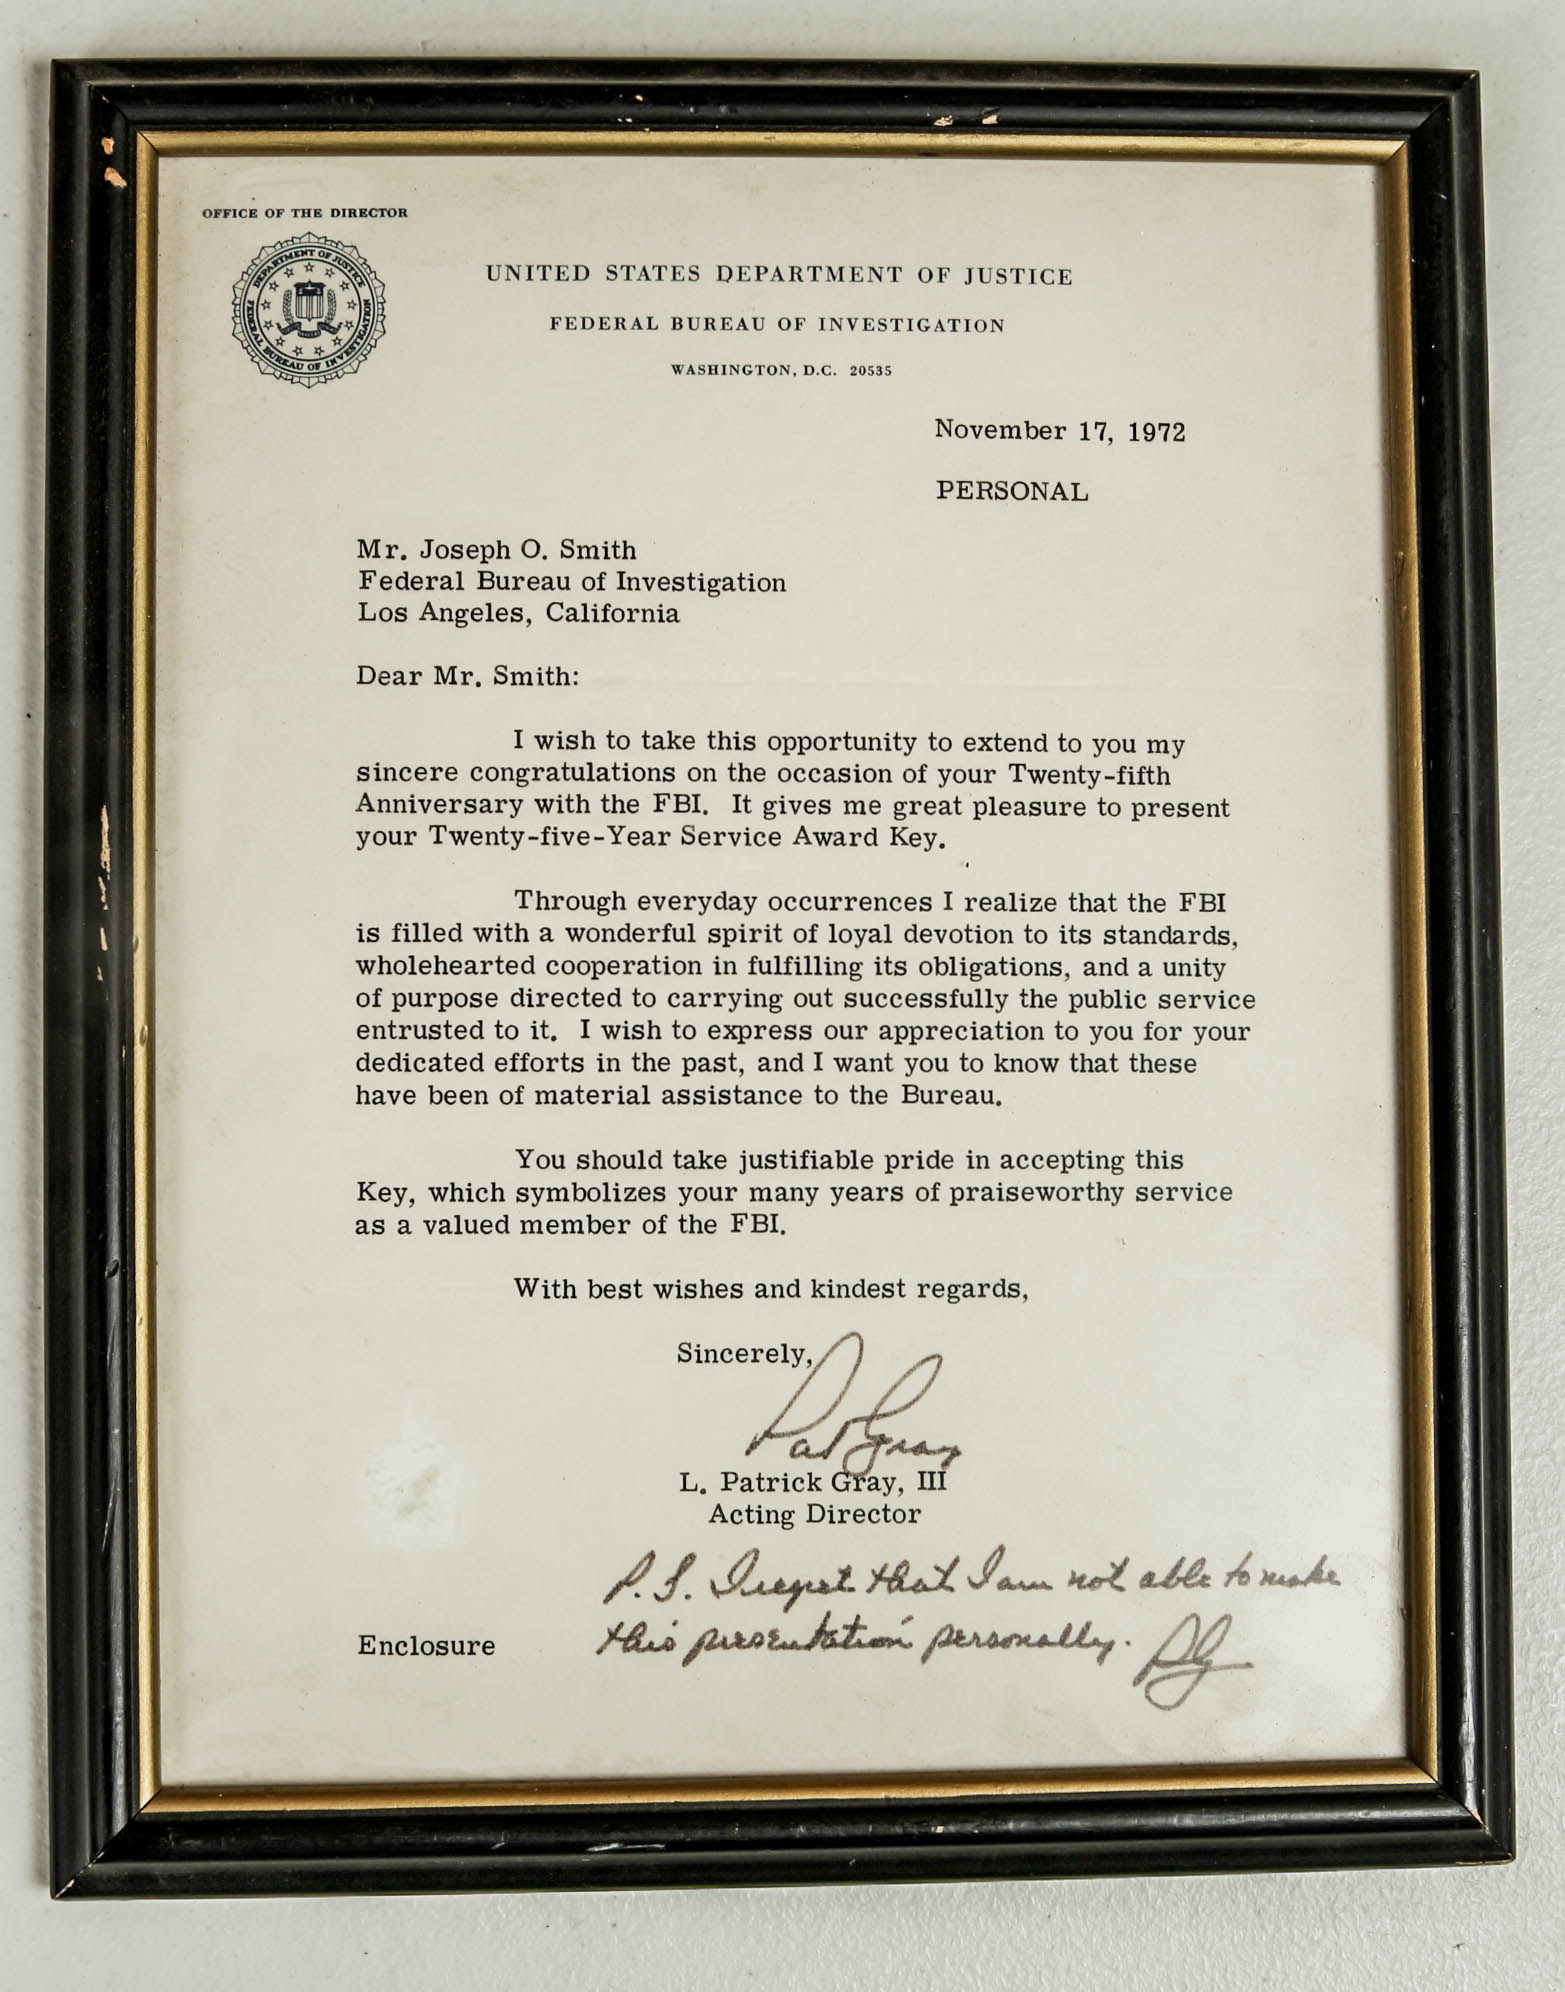 OFFICE OF THE DIRECTOR
DEPARTMENT OF JUSTICE
FEDERAL BUREAU OF INVESTIGATION
UNITED STATES DEPARTMENT OF JUSTICE
FEDERAL BUREAU OF INVESTIGATION
WASHINGTON, D.C. 20535
November 17, 1972
PERSONAL
Mr. Joseph O. Smith
Federal Bureau of Investigation
Los Angeles, California
Dear Mr. Smith:
I wish to take this opportunity to extend to you my
sincere congratulations on the occasion of your Twenty-fifth
Anniversary with the FBI. It gives me great pleasure to present
your Twenty-five-Year Service Award Key.
Through everyday occurrences I realize that the FBI
is filled with a wonderful spirit of loyal devotion to its standards,
wholehearted cooperation in fulfilling its obligations, and a unity
of purpose directed to carrying out successfully the public service
entrusted to it. I wish to express our appreciation to you for your
dedicated efforts in the past, and I want you to know that these
have been of material assistance to the Bureau.
You should take justifiable pride in accepting this
Key, which symbolizes your many years of praiseworthy service
as a valued member of the FBI.
With best wishes and kindest regards,
Sincerely,
Pat Gray
L. Patrick Gray, III
Acting Director
P.S. I regret that I am not able to make
this presentation personally. PG
Enclosure